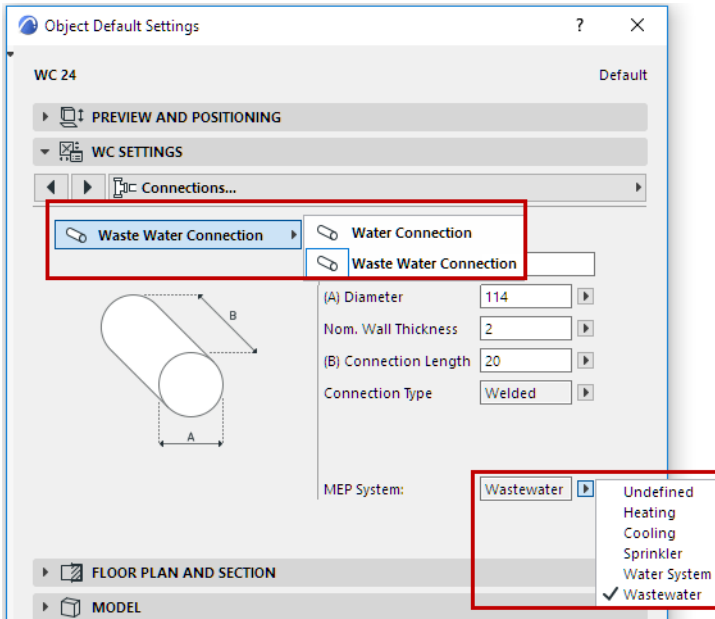 Object Default Settings ? ×
WC 24 Default
PREVIEW AND POSITIONING
WC SETTINGS
Connections...
Waste Water Connection
Water Connection
Waste Water Connection
B
A
(A) Diameter 114
Nom. Wall Thickness 2
(B) Connection Length 20
Connection Type Welded
MEP System: Wastewater
Undefined
Heating
Cooling
Sprinkler
Water System
Wastewater
FLOOR PLAN AND SECTION
MODEL